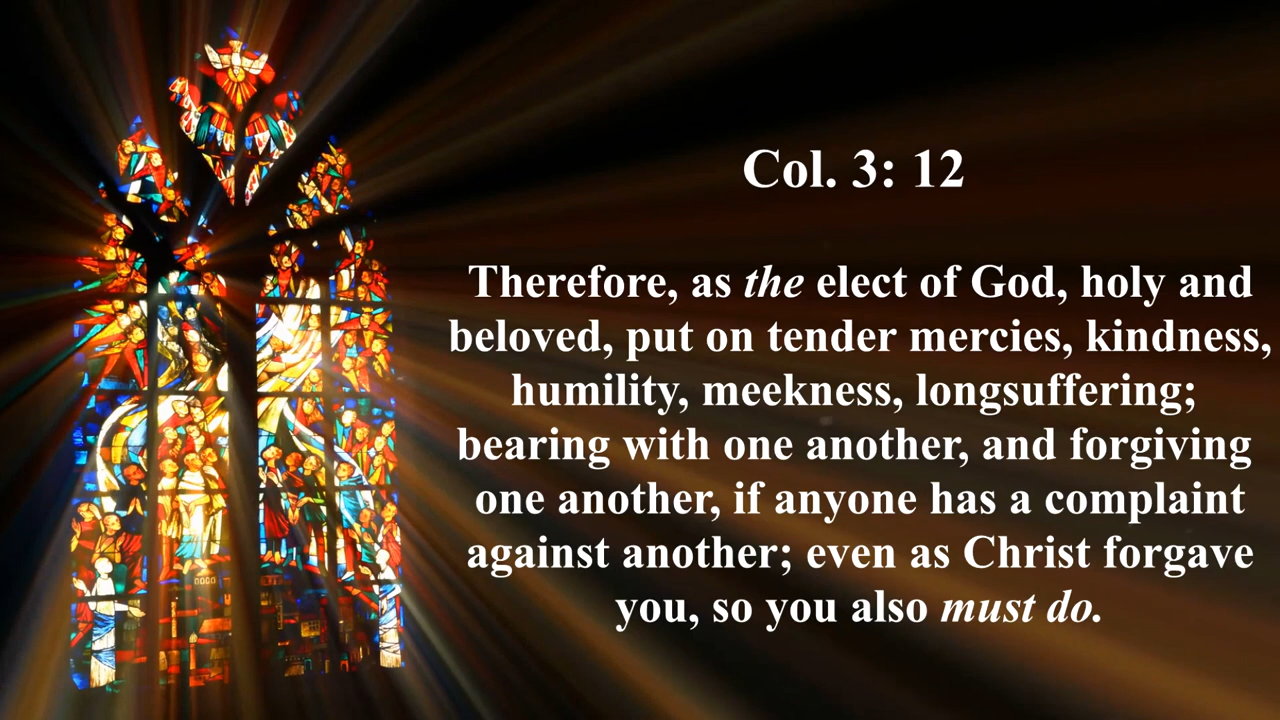 Col. 3: 12
Therefore, as the elect of God, holy and
beloved, put on tender mercies, kindness,
humility, meekness, longsuffering;
bearing with one another, and forgiving
one another, if anyone has a complaint
against another; even as Christ forgave
you, so you also must do.